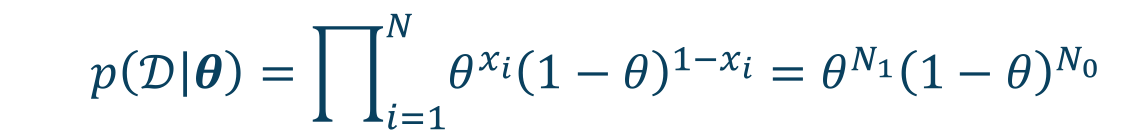 p(𝒟|𝜽) = ∏_{i=1}^{N} θ^{x_i}(1 − θ)^{1−x_i} = θ^{N_1}(1 − θ)^{N_0}